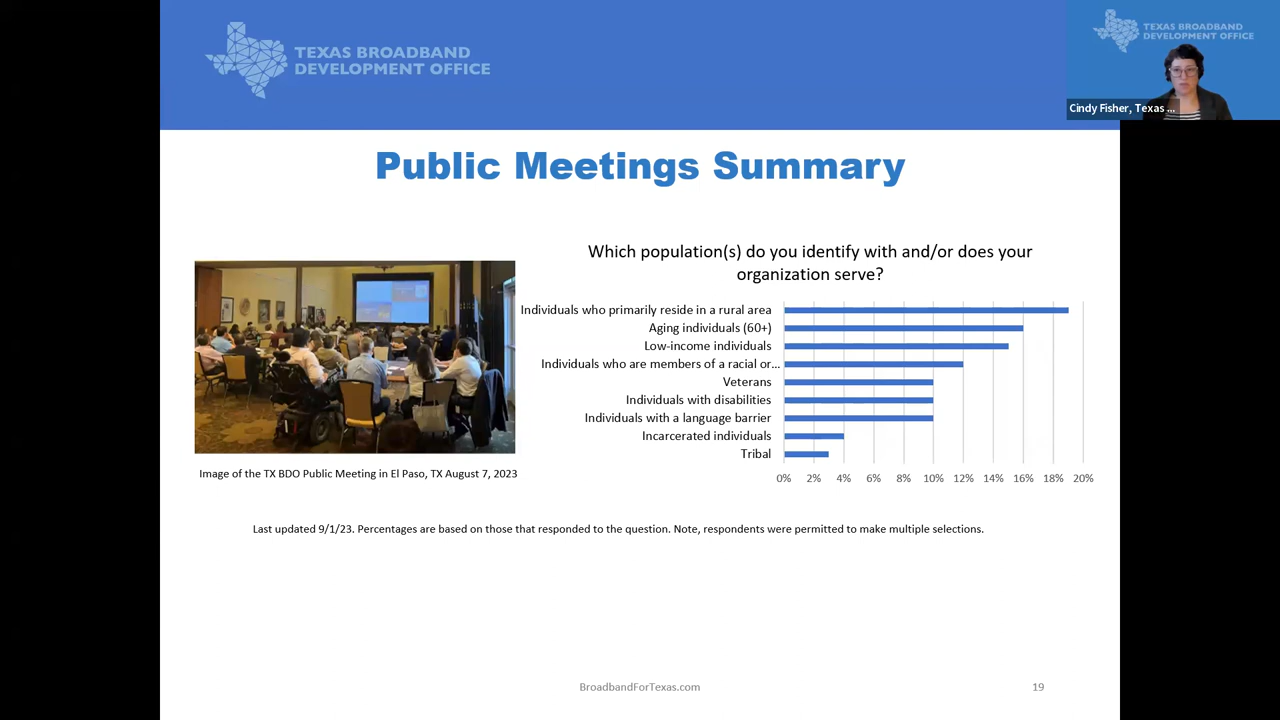 TEXAS BROADBAND
DEVELOPMENT OFFICE
TEXAS BROADBAND
DEVELOPMENT OFFICE
Cindy Fisher, Texas ...
Public Meetings Summary
Which population(s) do you identify with and/or does your
organization serve?
Individuals who primarily reside in a rural area
Aging individuals (60+)
Low-income individuals
Individuals who are members of a racial or...
Veterans
Individuals with disabilities
Individuals with a language barrier
Incarcerated individuals
Tribal
0% 2% 4% 6% 8% 10% 12% 14% 16% 18% 20%
Image of the TX BDO Public Meeting in El Paso, TX August 7, 2023
Last updated 9/1/23. Percentages are based on those that responded to the question. Note, respondents were permitted to make multiple selections.
BroadbandForTexas.com
19